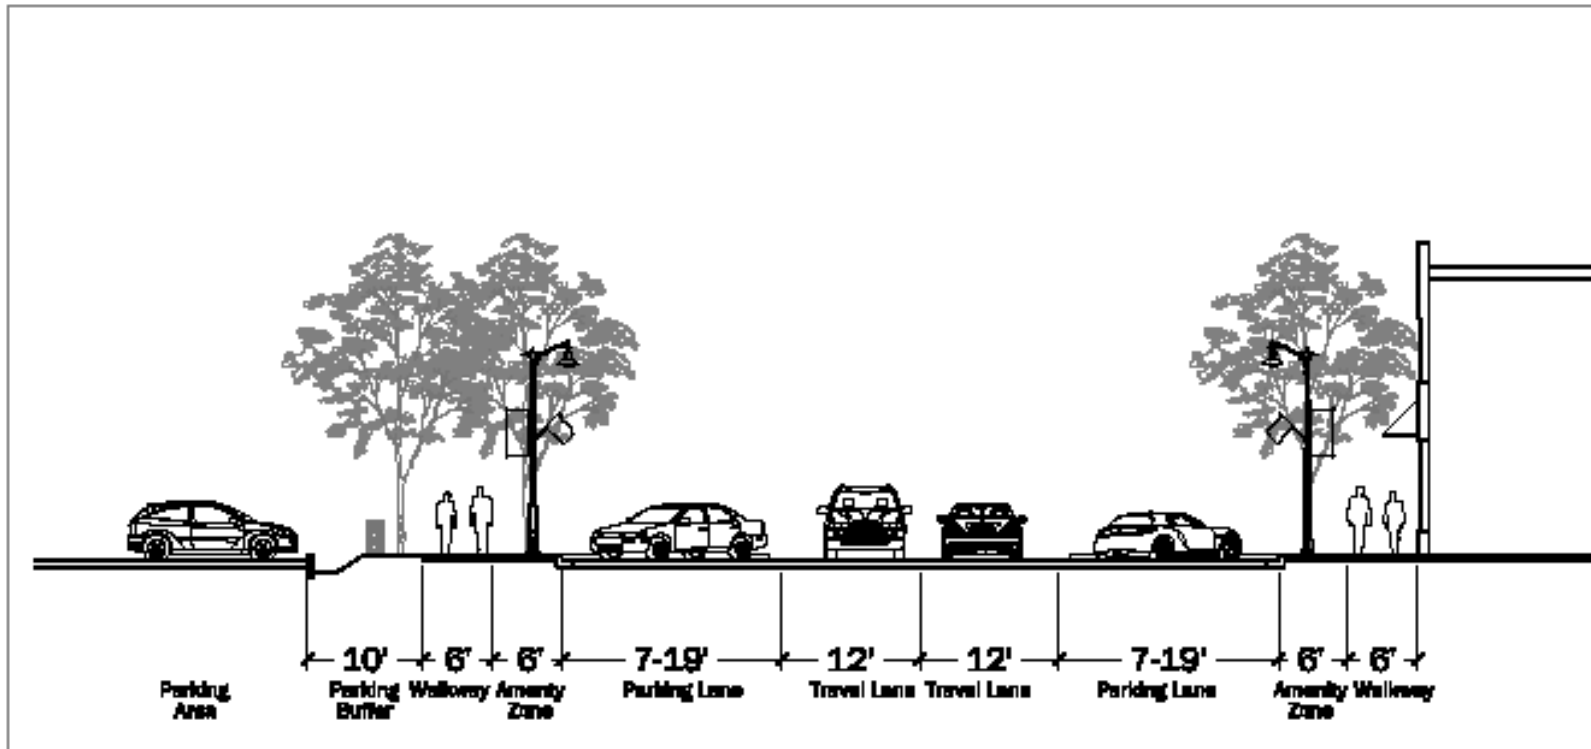 10' 6' 6' 7-19' 12' 12' 7-19' 6' 6'
Parking Parking Walkway Amenty Parking Lane Travel Lane Travel Lane Parking Lane Amenity Walkway
Area Buffer Zone Zone